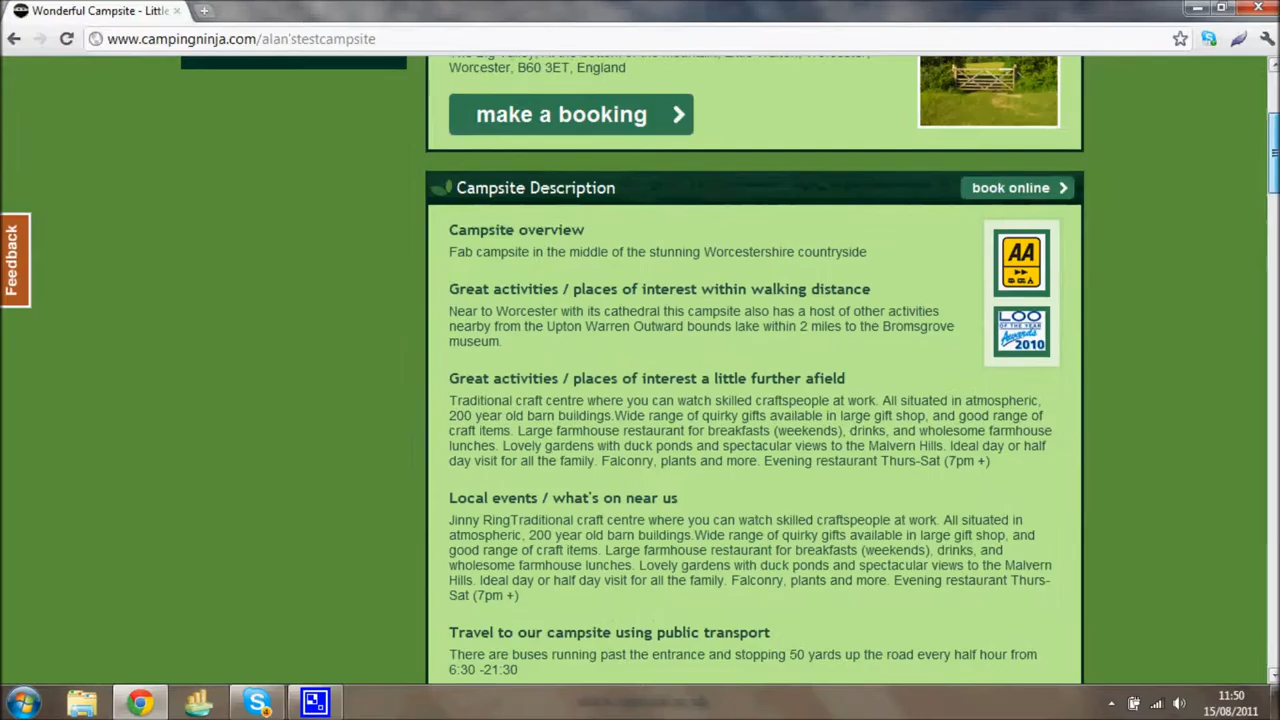 Wonderful Campsite - Little
www.campingninja.com/alan'stestcampsite
Worcester, B60 3ET, England
make a booking
Campsite Description
book online
Campsite overview
Fab campsite in the middle of the stunning Worcestershire countryside
AA
Great activities / places of interest within walking distance
Near to Worcester with its cathedral this campsite also has a host of other activities
nearby from the Upton Warren Outward bounds lake within 2 miles to the Bromsgrove
museum.
LOO
OF THE YEAR
Awards
2010
Feedback
Great activities / places of interest a little further afield
Traditional craft centre where you can watch skilled craftspeople at work. All situated in atmospheric,
200 year old barn buildings.Wide range of quirky gifts available in large gift shop, and good range of
craft items. Large farmhouse restaurant for breakfasts (weekends), drinks, and wholesome farmhouse
lunches. Lovely gardens with duck ponds and spectacular views to the Malvern Hills. Ideal day or half
day visit for all the family. Falconry, plants and more. Evening restaurant Thurs-Sat (7pm +)
Local events / what's on near us
Jinny RingTraditional craft centre where you can watch skilled craftspeople at work. All situated in
atmospheric, 200 year old barn buildings.Wide range of quirky gifts available in large gift shop, and
good range of craft items. Large farmhouse restaurant for breakfasts (weekends), drinks, and
wholesome farmhouse lunches. Lovely gardens with duck ponds and spectacular views to the Malvern
Hills. Ideal day or half day visit for all the family. Falconry, plants and more. Evening restaurant Thurs-
Sat (7pm +)
Travel to our campsite using public transport
There are buses running past the entrance and stopping 50 yards up the road every half hour from
6:30 -21:30
11:50
15/08/2011